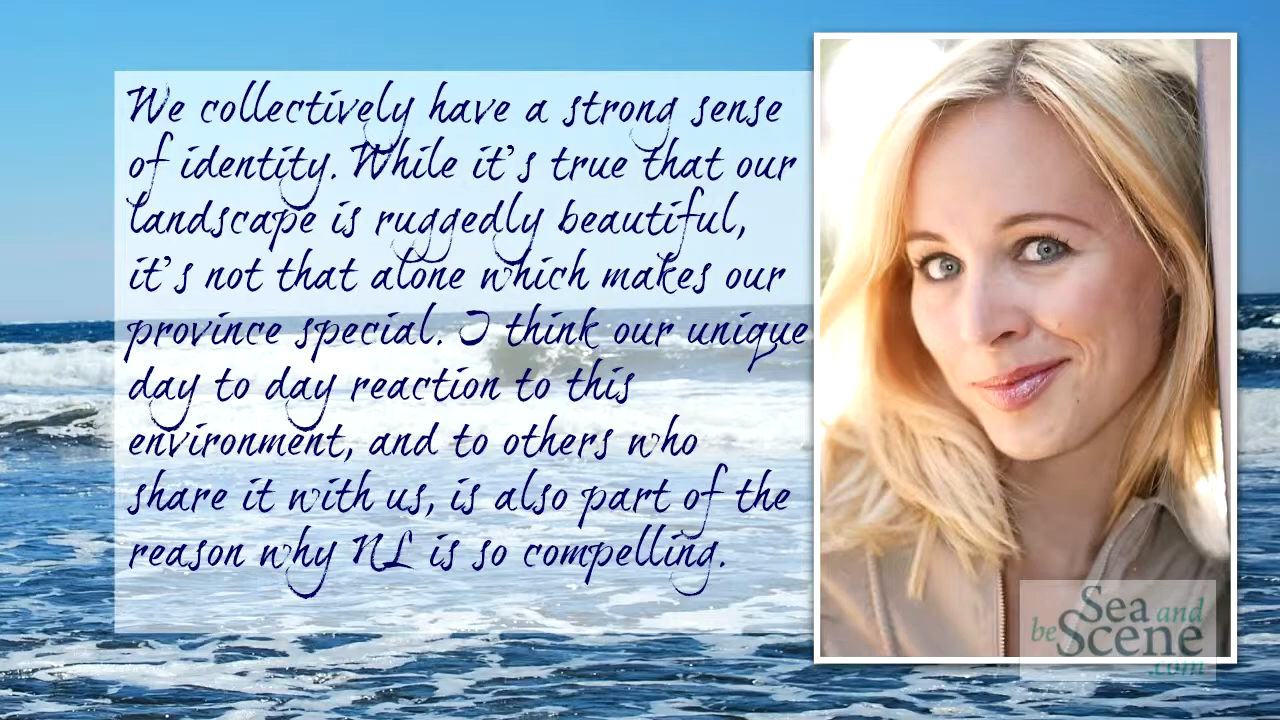 We collectively have a strong sense
of identity. While it's true that our
landscape is ruggedly beautiful,
it's not that alone which makes our
province special. I think our unique
day to day reaction to this
environment, and to others who
share it with us, is also part of the
reason why NL is so compelling.
Sea and
be Scene
.com